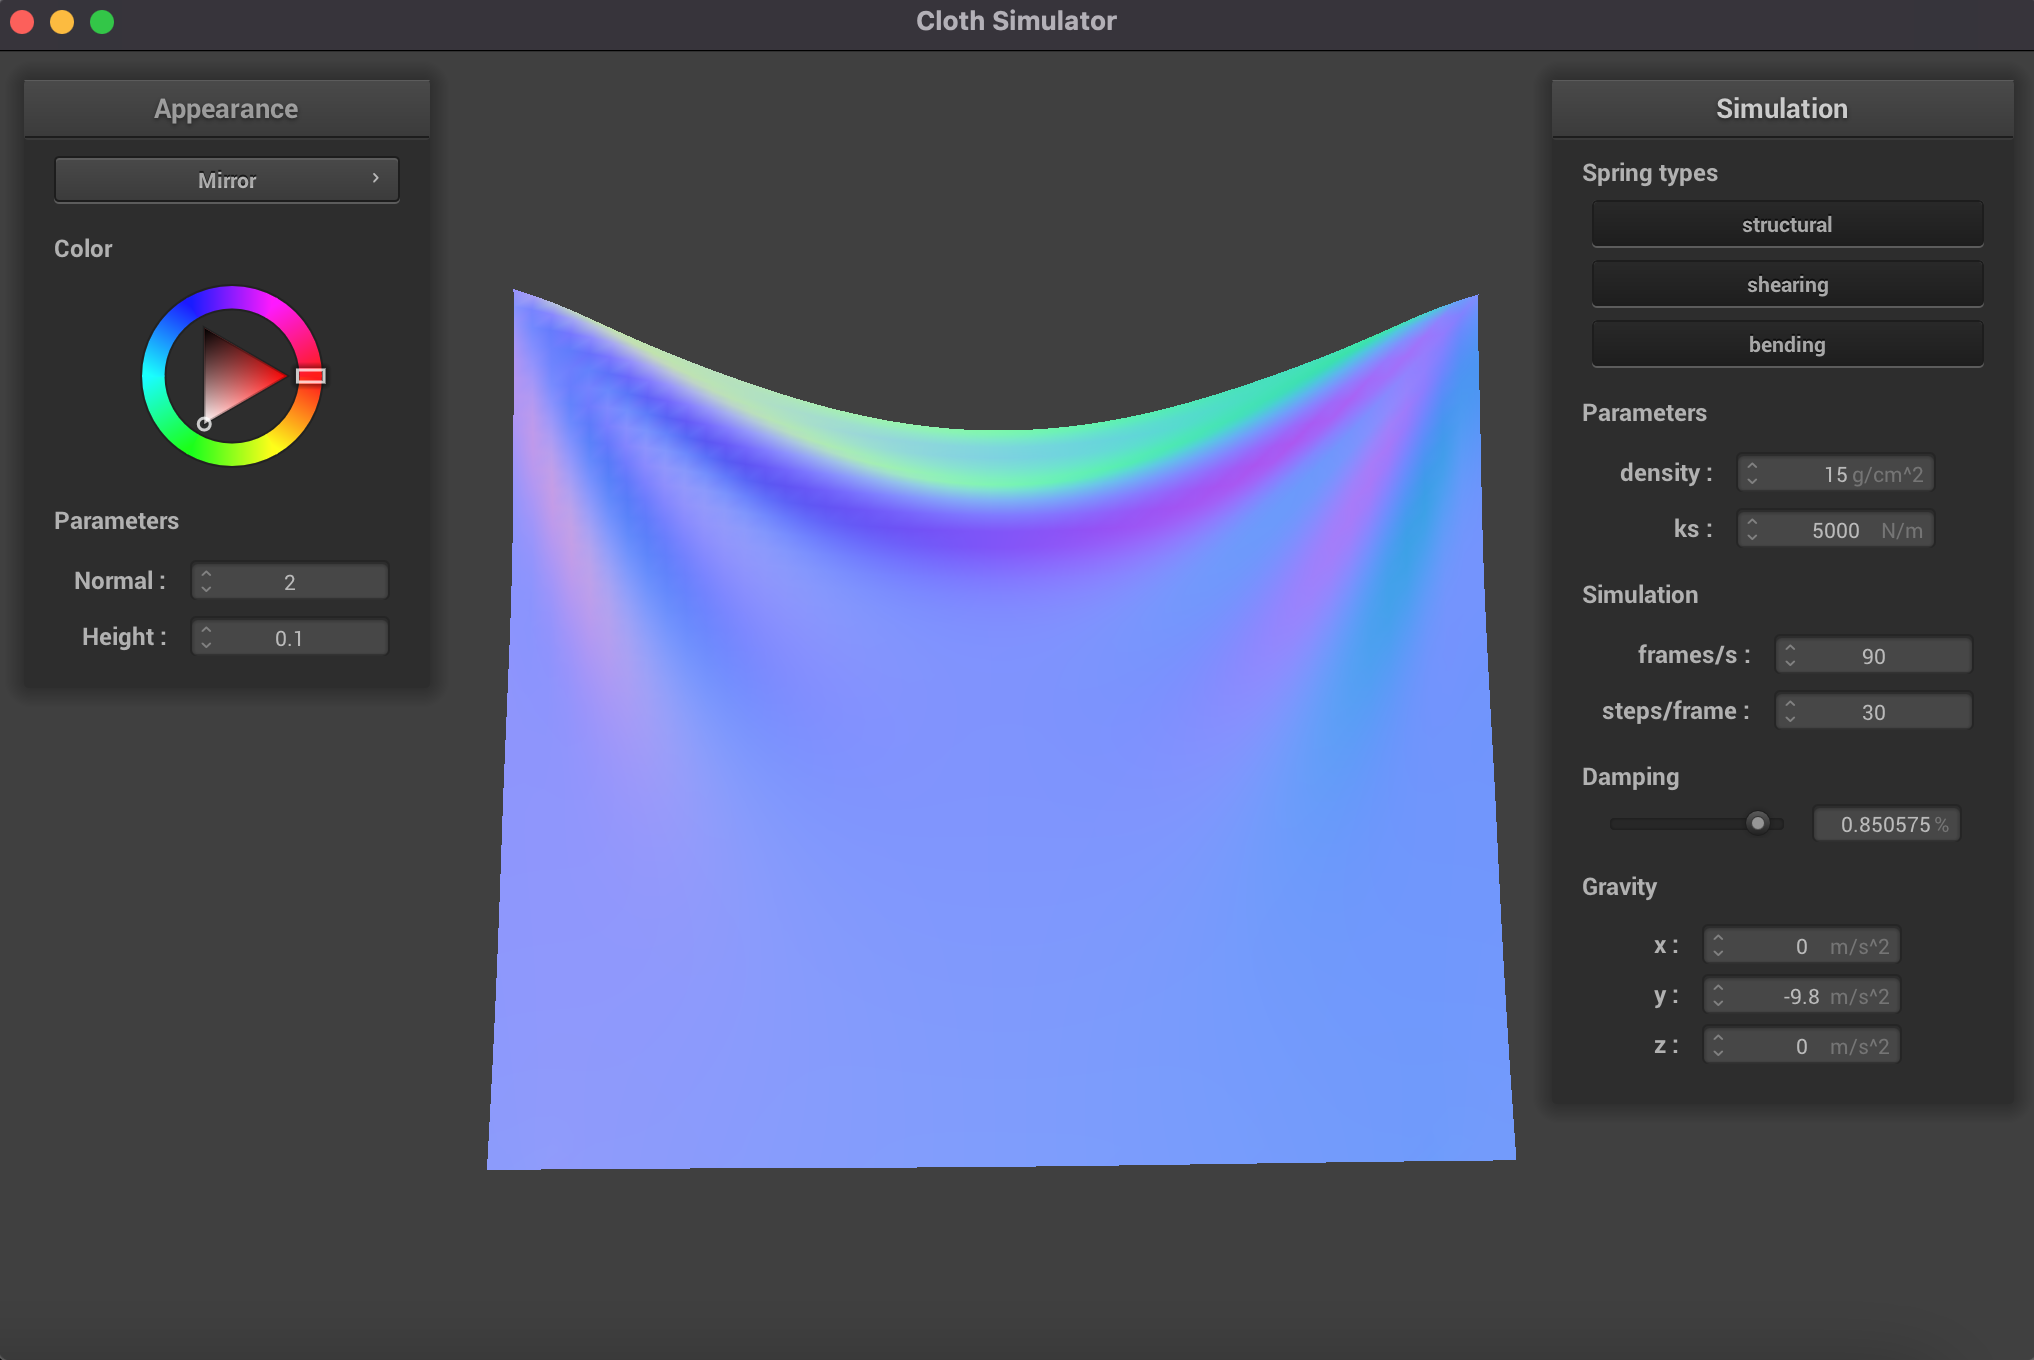 Cloth Simulator
Appearance
Mirror
Color
Parameters
Normal : 2
Height : 0.1
Simulation
Spring types
structural
shearing
bending
Parameters
density : 15 g/cm^2
ks : 5000 N/m
Simulation
frames/s : 90
steps/frame : 30
Damping
0.850575 %
Gravity
x : 0 m/s^2
y : -9.8 m/s^2
z : 0 m/s^2